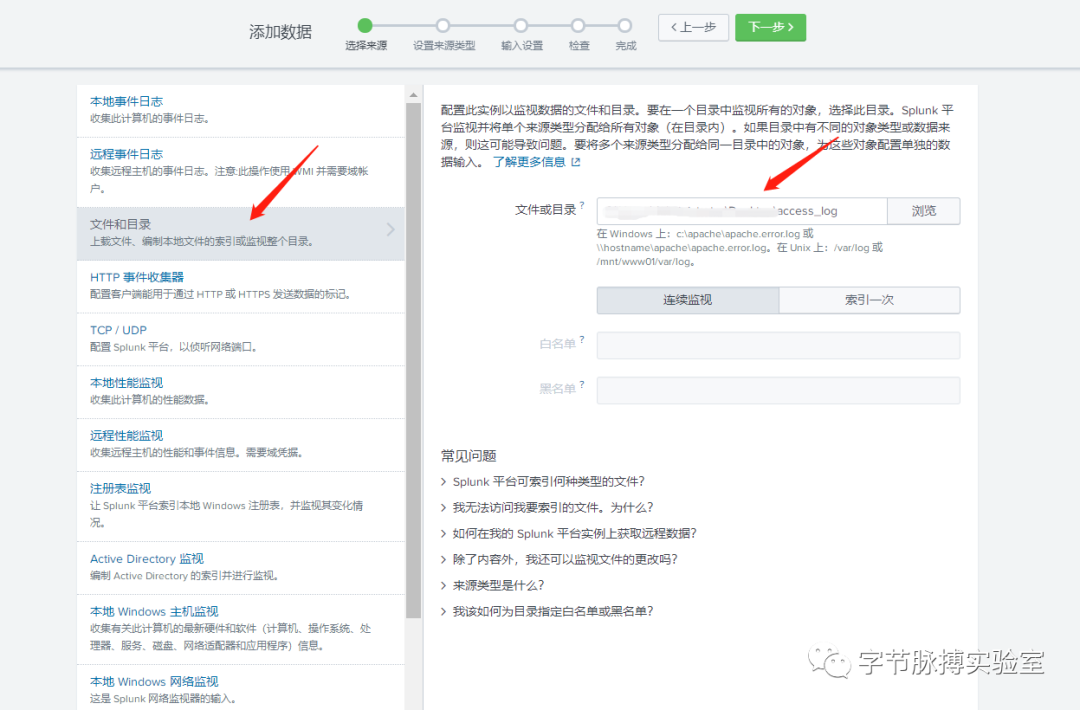 添加数据
选择来源
设置来源类型
输入设置
检查
完成
上一步
下一步
本地事件日志
收集此计算机的事件日志。
远程事件日志
收集远程主机的事件日志。注意:此操作使用 WMI 并需要域帐
户。
文件和目录
上载文件、编制本地文件的索引或监视整个目录。
HTTP 事件收集器
配置客户端能用于通过 HTTP 或 HTTPS 发送数据的标记。
TCP / UDP
配置 Splunk 平台，以侦听网络端口。
本地性能监视
收集此计算机的性能数据。
远程性能监视
收集远程主机的性能和事件信息。需要域凭据。
注册表监视
让 Splunk 平台索引本地 Windows 注册表，并监视其变化情
况。
Active Directory 监视
编制 Active Directory 的索引并进行监视。
本地 Windows 主机监视
收集有关此计算机的最新硬件和软件（计算机、操作系统、处
理器、服务、磁盘、网络适配器和应用程序）信息。
本地 Windows 网络监视
这是 Splunk 网络监视器的输入。
配置此实例以监视数据的文件和目录。要在一个目录中监视所有的对象，选择此目录。Splunk 平
台监视并将单个来源类型分配给所有对象（在目录内）。如果目录中有不同的对象类型或数据来
源，则这可能导致问题。要将多个来源类型分配给同一目录中的对象，为这些对象配置单独的数
据输入。 了解更多信息
文件或目录 ?
access_log
浏览
在 Windows 上：c:\apache\apache.error.log 或
\\hostname\apache\apache.error.log。在 Unix 上：/var/log 或
/mnt/www01/var/log。
连续监视
索引一次
白名单 ?
黑名单 ?
常见问题
Splunk 平台可索引何种类型的文件?
我无法访问我要索引的文件。为什么?
如何在我的 Splunk 平台实例上获取远程数据?
除了内容外，我还可以监视文件的更改吗?
来源类型是什么?
我该如何为目录指定白名单或黑名单?
字节脉搏实验室